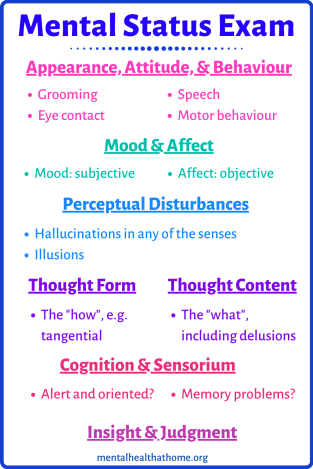 Mental Status Exam
Appearance, Attitude, & Behaviour
• Grooming
• Speech
• Eye contact
• Motor behaviour
Mood & Affect
• Mood: subjective
• Affect: objective
Perceptual Disturbances
• Hallucinations in any of the senses
• Illusions
Thought Form
• The "how", e.g.
tangential
Thought Content
• The "what",
including delusions
Cognition & Sensorium
• Alert and oriented?
• Memory problems?
Insight & Judgment
mentalhealthathome.org